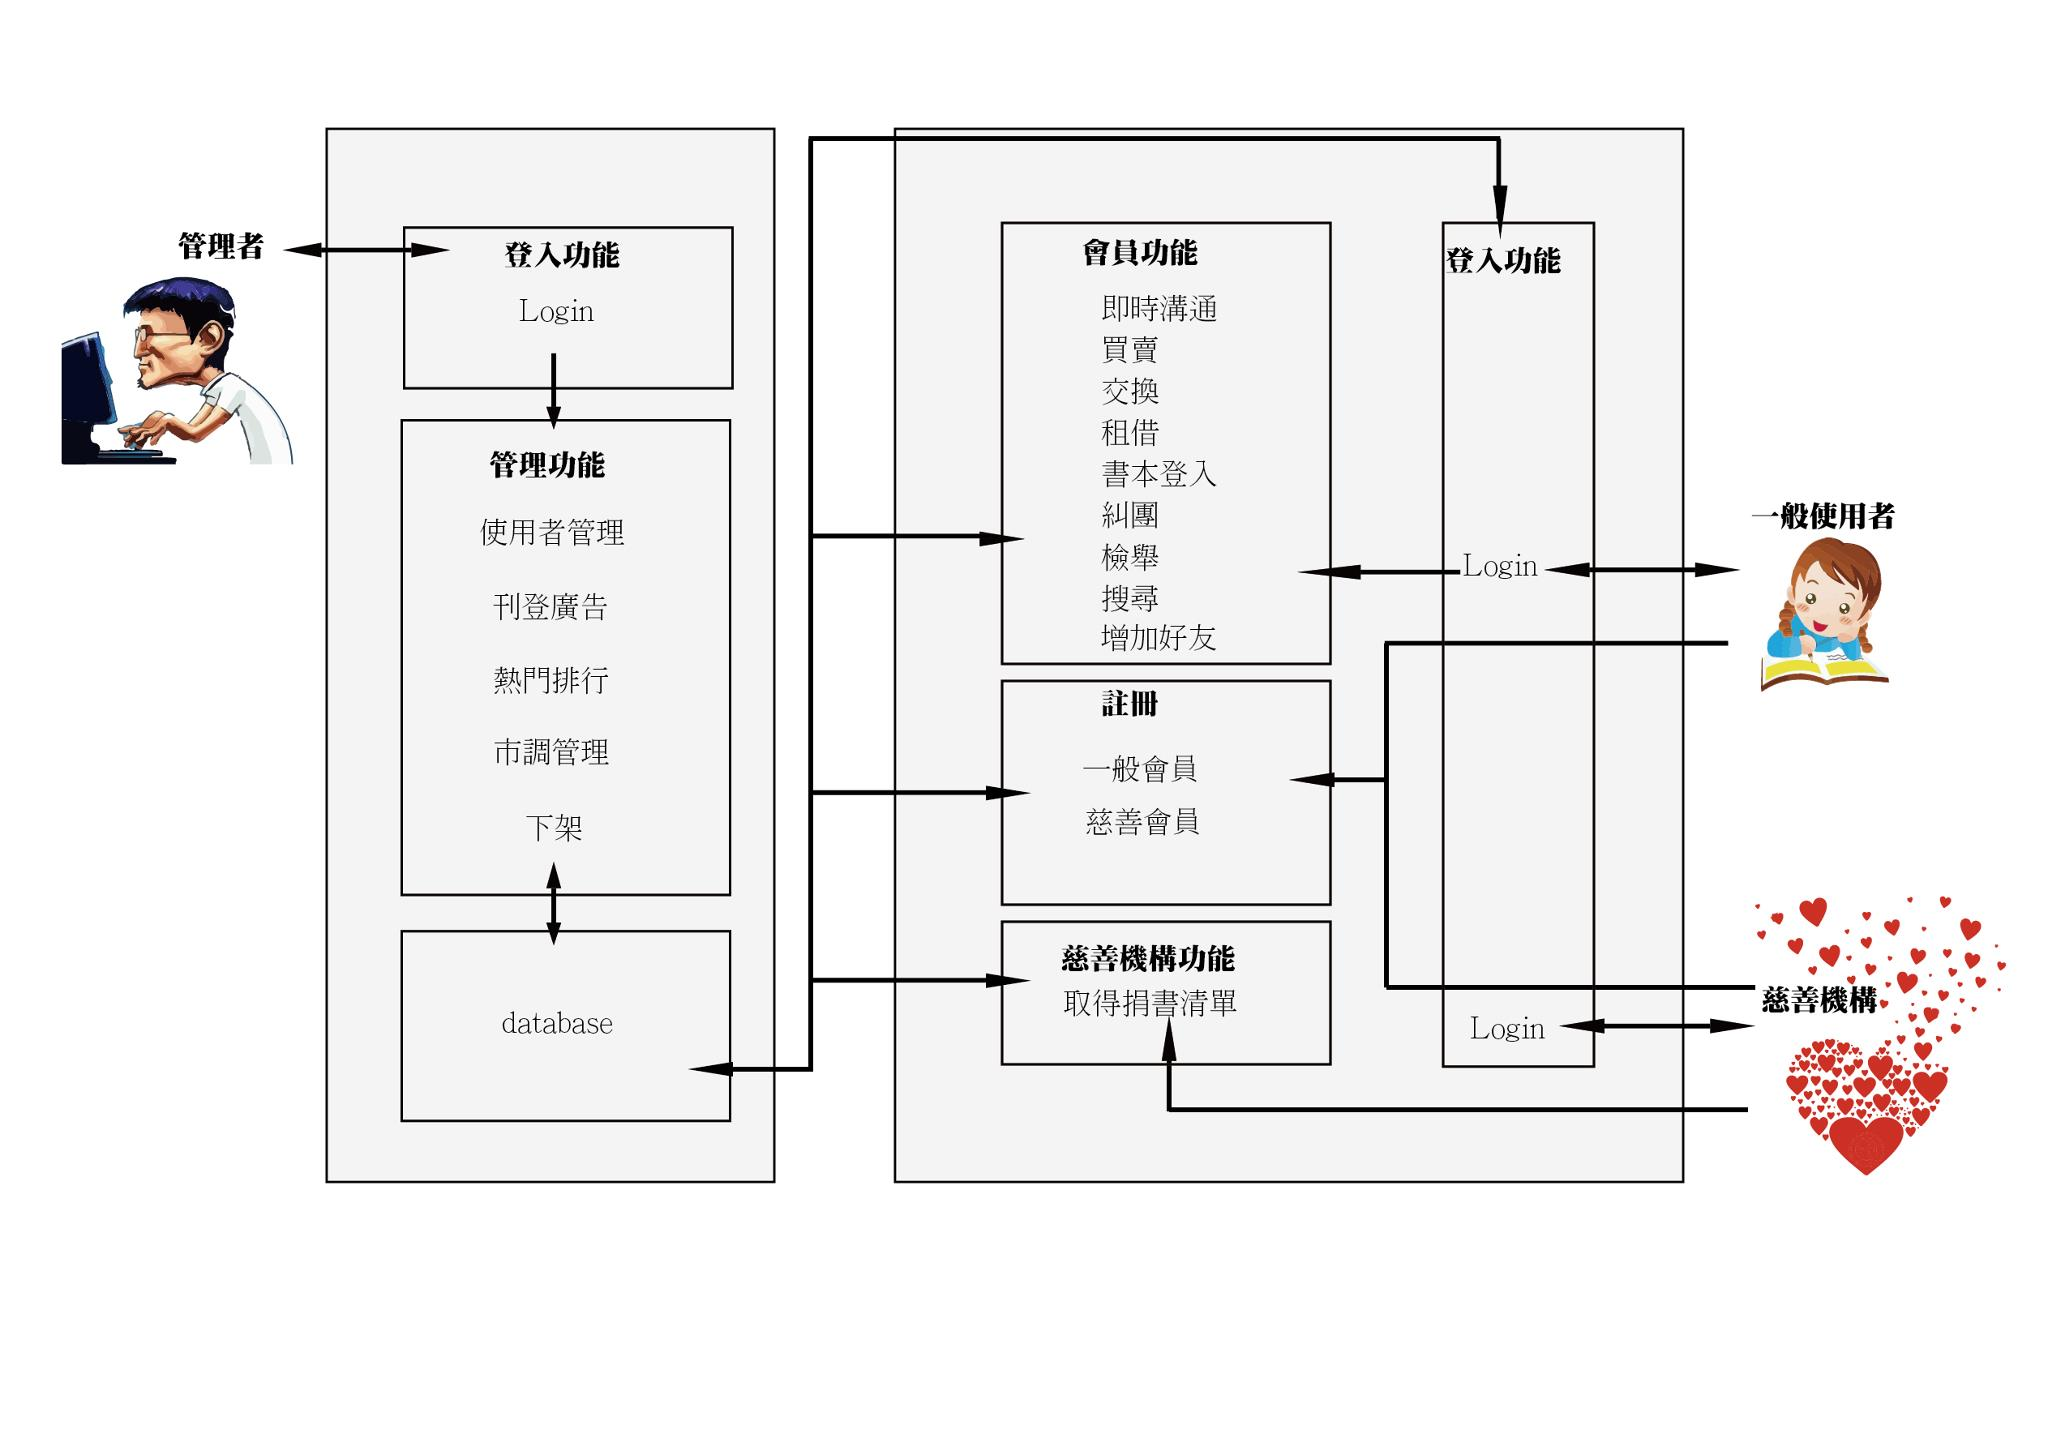 管理者
登入功能
Login
管理功能
使用者管理
刊登廣告
熱門排行
市調管理
下架
database
會員功能
即時溝通
買賣
交換
租借
書本登入
糾團
檢舉
搜尋
增加好友
註冊
一般會員
慈善會員
慈善機構功能
取得捐書清單
登入功能
Login
Login
一般使用者
慈善機構